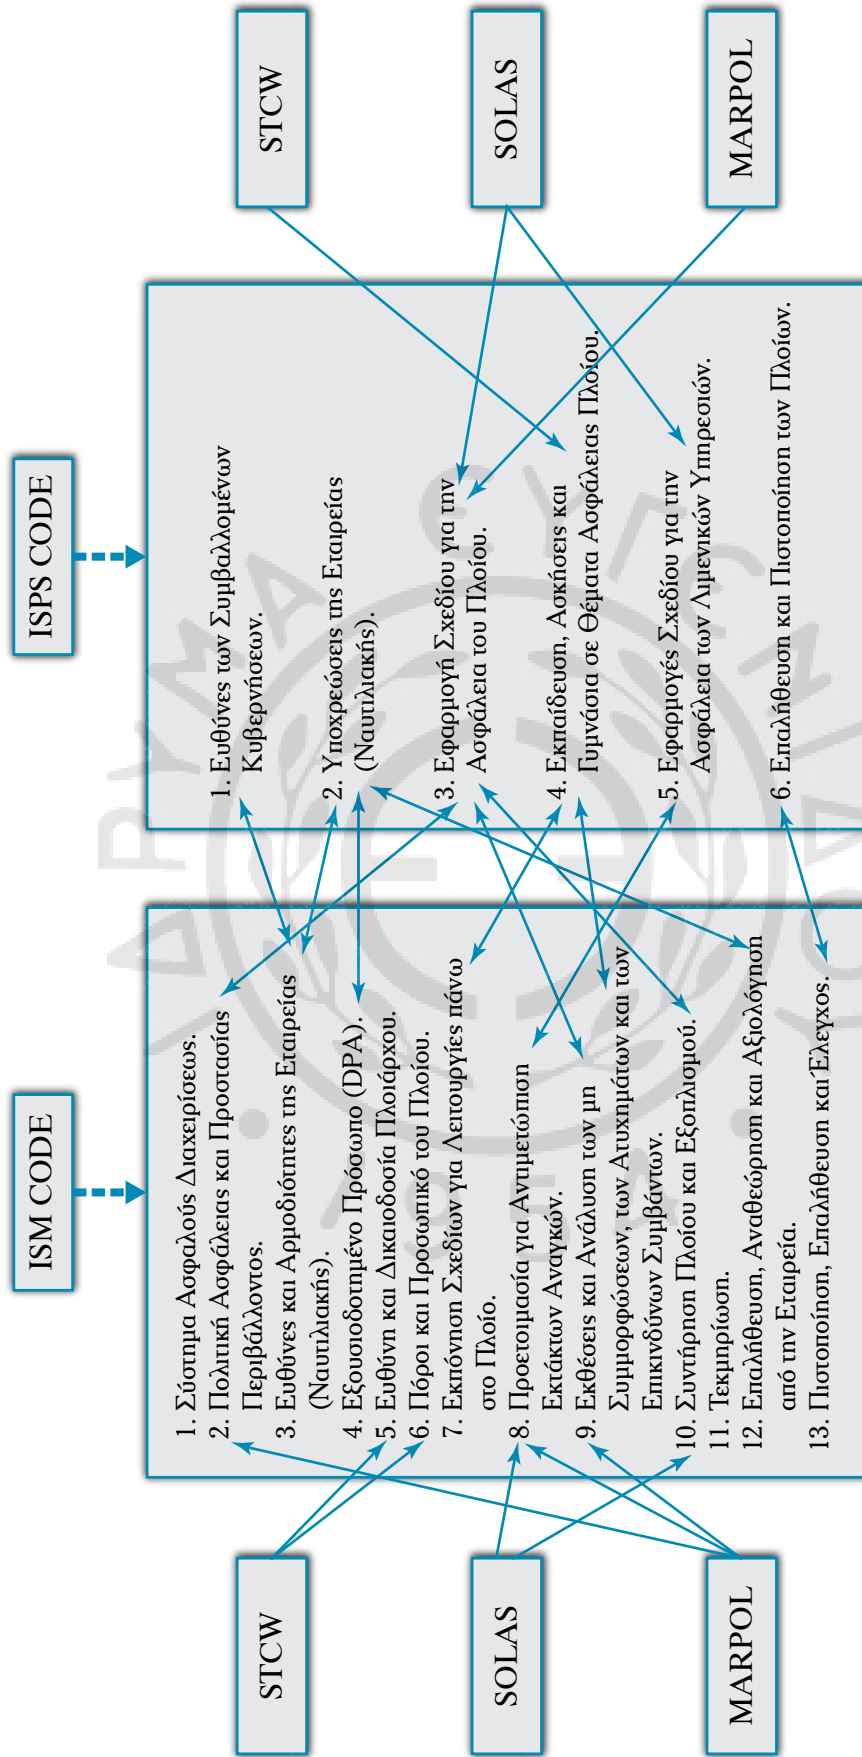 ISM CODE
ISPS CODE
STCW
SOLAS
MARPOL
1. Σύστημα Ασφαλούς Διαχειρίσεως.
2. Πολιτική Ασφάλειας και Προστασίας
Περιβάλλοντος.
3. Ευθύνες και Αρμοδιότητες της Εταιρείας
(Ναυτιλιακής).
4. Εξουσιοδοτημένο Πρόσωπο (DPA).
5. Ευθύνη και Δικαιοδοσία Πλοιάρχου.
6. Πόροι και Προσωπικό του Πλοίου.
7. Εκπόνηση Σχεδίων για Λειτουργίες πάνω
στο Πλοίο.
8. Προετοιμασία για Αντιμετώπιση
Εκτάκτων Αναγκών.
9. Εκθέσεις και Ανάλυση των μη
Συμμορφώσεων, των Ατυχημάτων και των
Επικινδύνων Συμβάντων.
10. Συντήρηση Πλοίου και Εξοπλισμού.
11. Τεκμηρίωση.
12. Επαλήθευση, Αναθεώρηση και Αξιολόγηση
από την Εταιρεία.
13. Πιστοποίηση, Επαλήθευση και Έλεγχος.
1. Ευθύνες των Συμβαλλομένων
Κυβερνήσεων.
2. Υποχρεώσεις της Εταιρείας
(Ναυτιλιακής).
3. Εφαρμογή Σχεδίου για την
Ασφάλεια του Πλοίου.
4. Εκπαίδευση, Ασκήσεις και
Γυμνάσια σε Θέματα Ασφάλειας Πλοίου.
5. Εφαρμογές Σχεδίου για την
Ασφάλεια των Λιμενικών Υπηρεσιών.
6. Επαλήθευση και Πιστοποίηση των Πλοίων.
STCW
SOLAS
MARPOL
ΙΔΡΥΜΑ ΕΥΓΕΝΙΔΟΥ
1954